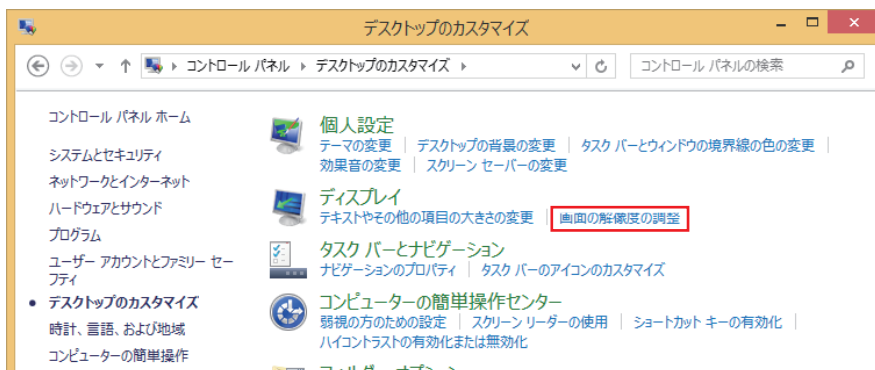 デスクトップのカスタマイズ
コントロール パネル デスクトップのカスタマイズ
コントロール パネルの検索
コントロール パネル ホーム
システムとセキュリティ
ネットワークとインターネット
ハードウェアとサウンド
プログラム
ユーザー アカウントとファミリー セー
フティ
デスクトップのカスタマイズ
時計、言語、および地域
コンピューターの簡単操作
個人設定
テーマの変更 デスクトップの背景の変更 タスク バーとウィンドウの境界線の色の変更
効果音の変更 スクリーン セーバーの変更
ディスプレイ
テキストやその他の項目の大きさの変更 画面の解像度の調整
タスク バーとナビゲーション
ナビゲーションのプロパティ タスク バーのアイコンのカスタマイズ
コンピューターの簡単操作センター
弱視の方のための設定 スクリーン リーダーの使用 ショートカット キーの有効化
ハイコントラストの有効化または無効化